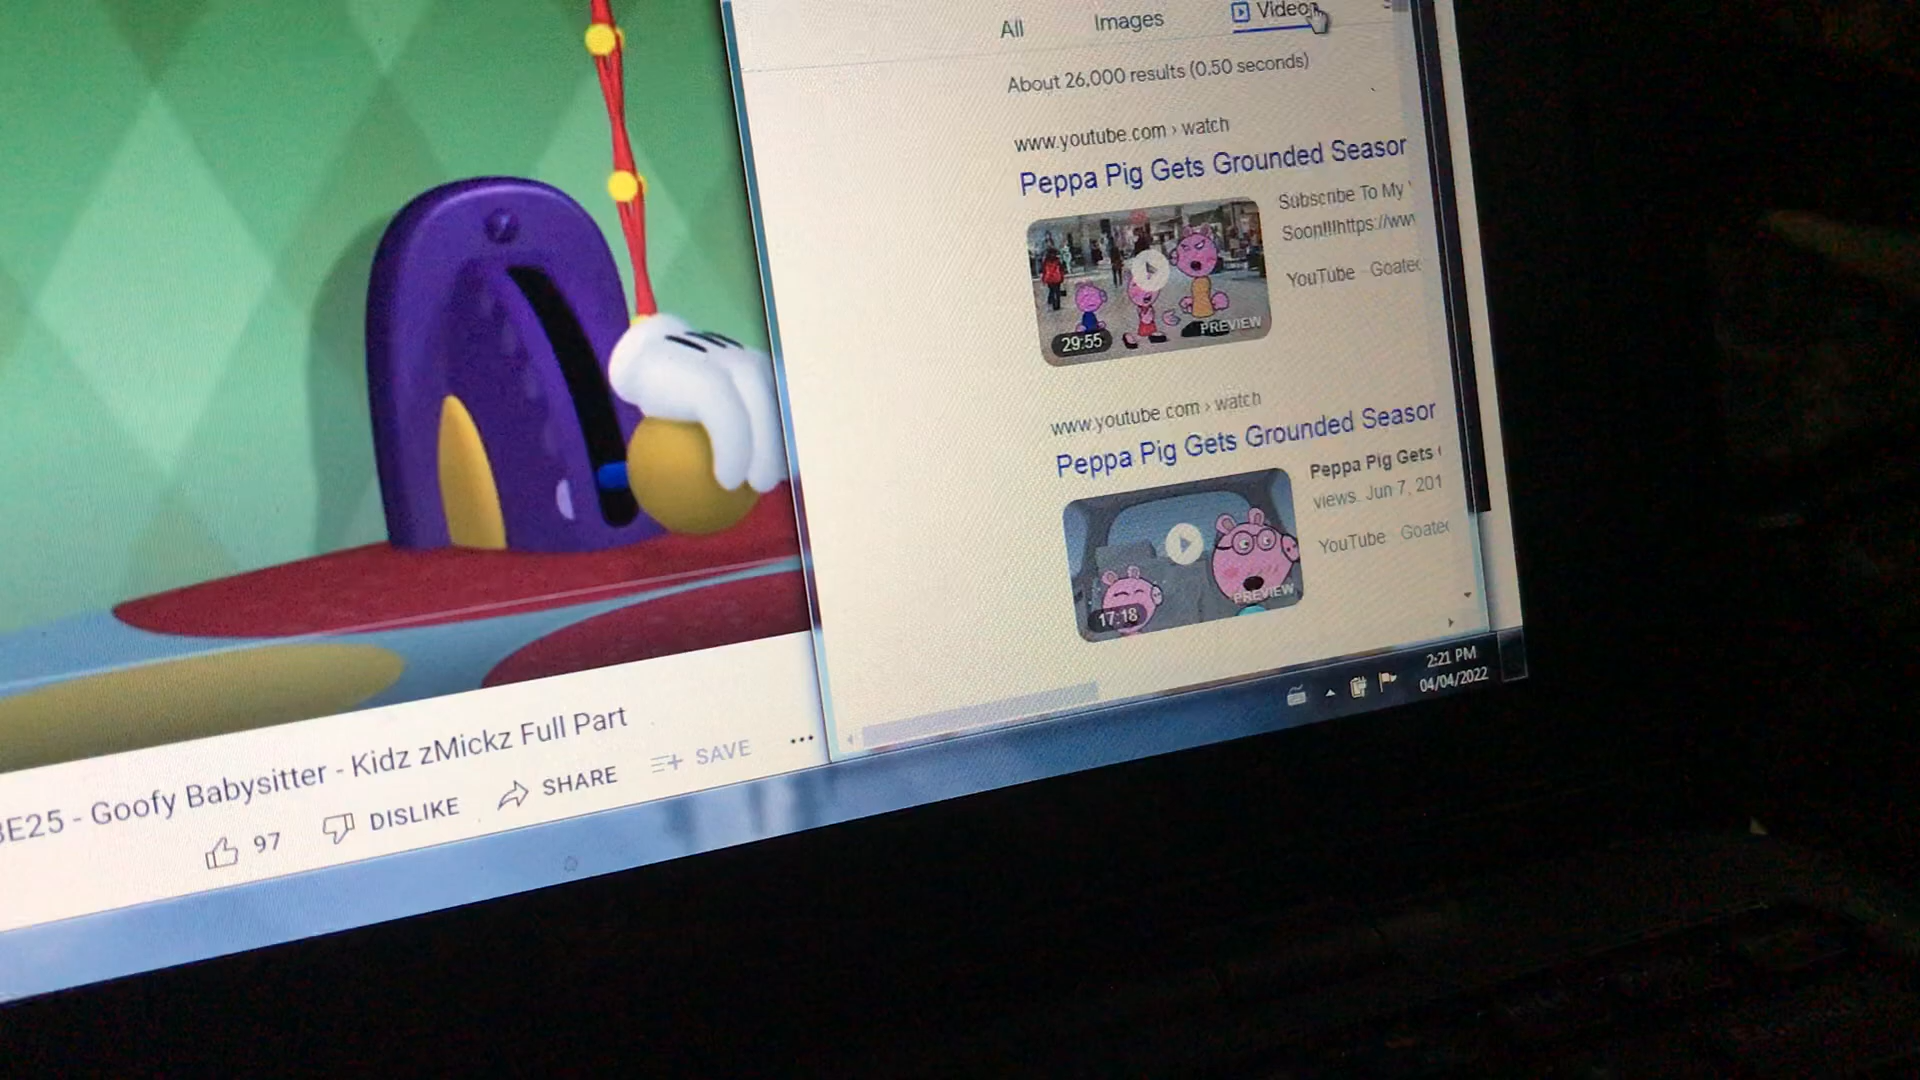 All Images Videos
About 26,000 results (0.50 seconds)
www.youtube.com › watch
Peppa Pig Gets Grounded Season
Subscribe To My
Soon!!!https://www
YouTube Goatec
PREVIEW
29:55
www.youtube.com › watch
Peppa Pig Gets Grounded Season
Peppa Pig Gets
views. Jun 7, 201
YouTube Goatec
PREVIEW
17:18
2:21 PM
04/04/2022
E25 - Goofy Babysitter - Kidz zMickz Full Part
97 DISLIKE SHARE SAVE